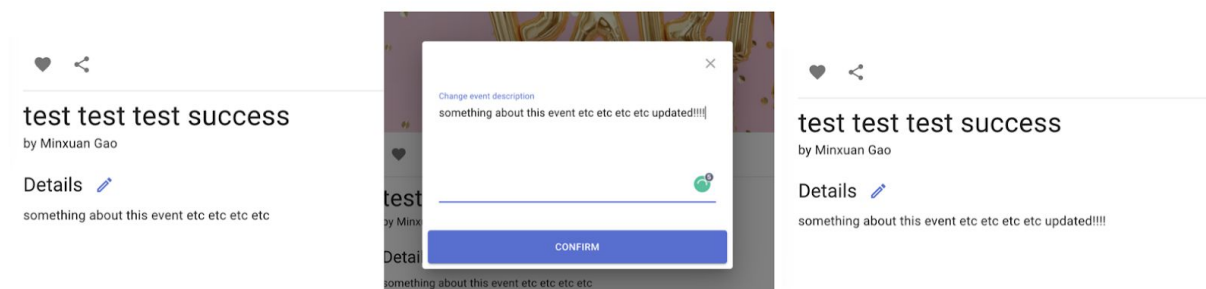 test test test success
by Minxuan Gao
Details
something about this event etc etc etc etc
Change event description
something about this event etc etc etc etc updated!!!!
5
test
by Minx
Detai
CONFIRM
something about this event etc etc etc etc
test test test success
by Minxuan Gao
Details
something about this event etc etc etc etc updated!!!!